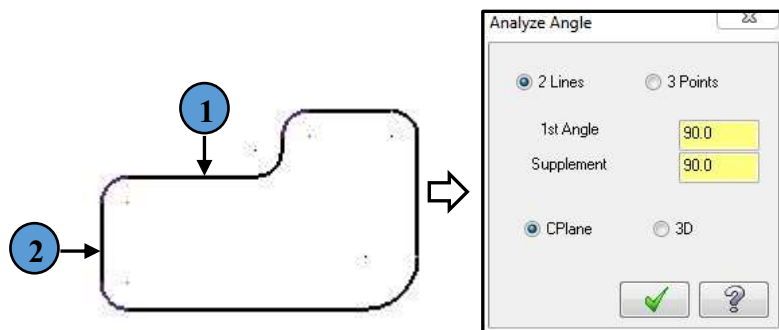 1
2
Analyze Angle
2 Lines
3 Points
1st Angle
90.0
Supplement
90.0
CPlane
3D